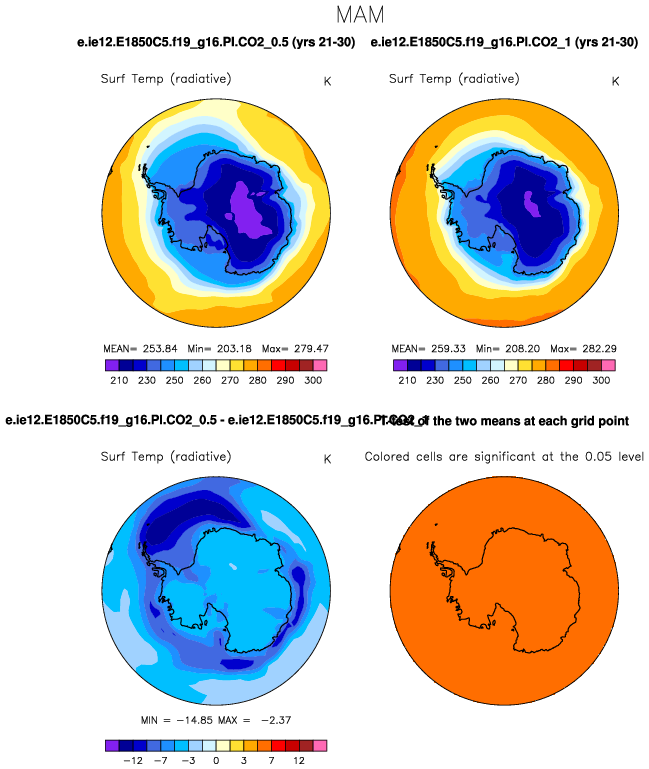 MAM
e.ie12.E1850C5.f19_g16.PI.CO2_0.5 (yrs 21-30)
e.ie12.E1850C5.f19_g16.PI.CO2_1 (yrs 21-30)
Surf Temp (radiative) K
Surf Temp (radiative) K
MEAN= 253.84 Min= 203.18 Max= 279.47
MEAN= 259.33 Min= 208.20 Max= 282.29
210 230 250 260 270 280 290 300
210 230 250 260 270 280 290 300
e.ie12.E1850C5.f19_g16.PI.CO2_0.5 - e.ie12.E1850C5.f19_g16.PI.CO2_1
T-Test of the two means at each grid point
Surf Temp (radiative) K
Colored cells are significant at the 0.05 level
MIN = -14.85 MAX = -2.37
-12 -7 -3 0 3 7 12